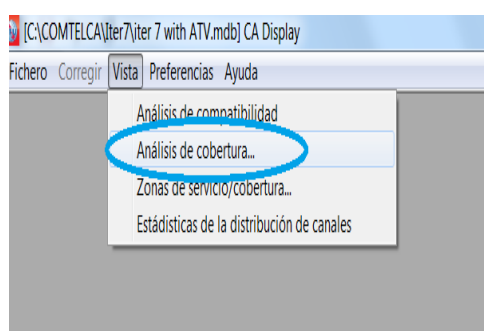 [C:\COMTELCA\Iter7\iter 7 with ATV.mdb] CA Display
Fichero Corregir Vista Preferencias Ayuda
Análisis de compatibilidad
Análisis de cobertura...
Zonas de servicio/cobertura...
Estádisticas de la distribución de canales